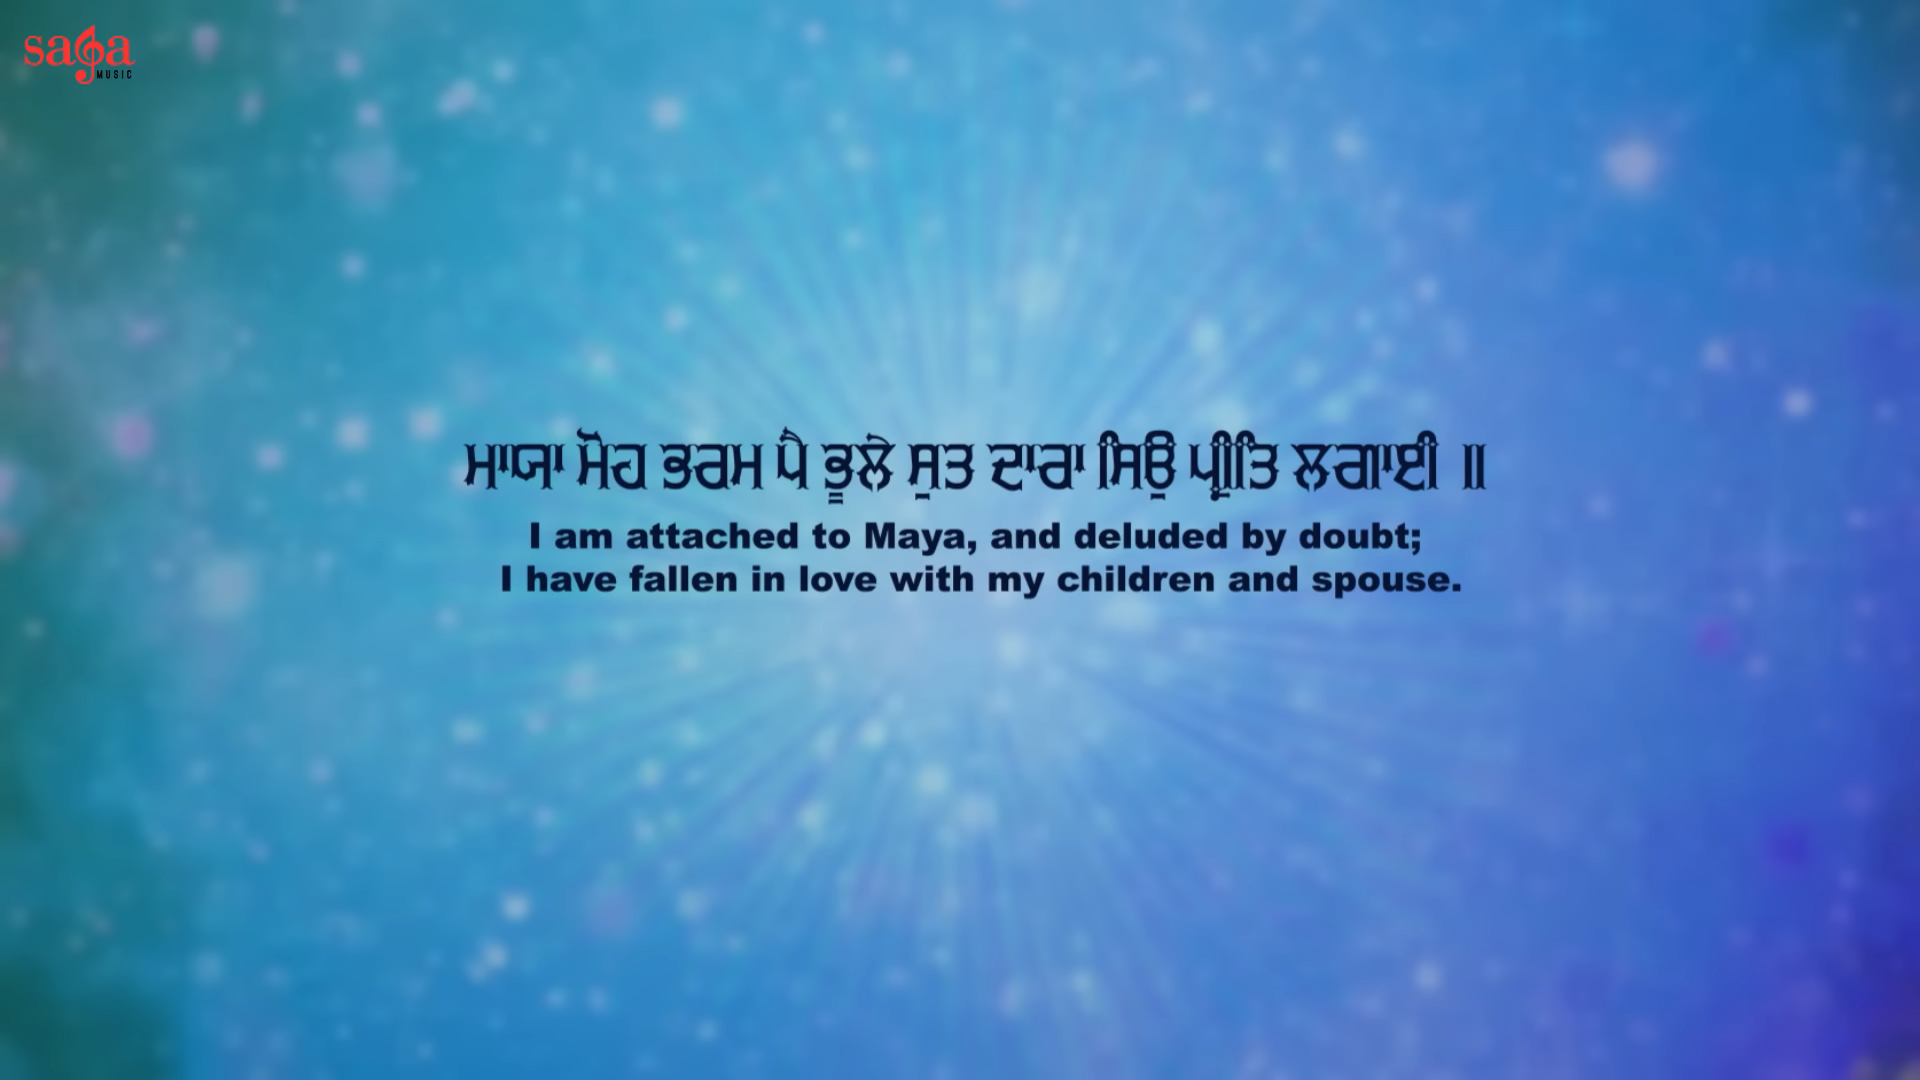 saga
MUSIC
ਮਾਯਾ ਮੋਹ ਭਰਮ ਪੈ ਭੂਲੇ ਸੁਤ ਦਾਰਾ ਸਿਉ ਪ੍ਰੀਤਿ ਲਗਾਈ ॥
I am attached to Maya, and deluded by doubt;
I have fallen in love with my children and spouse.